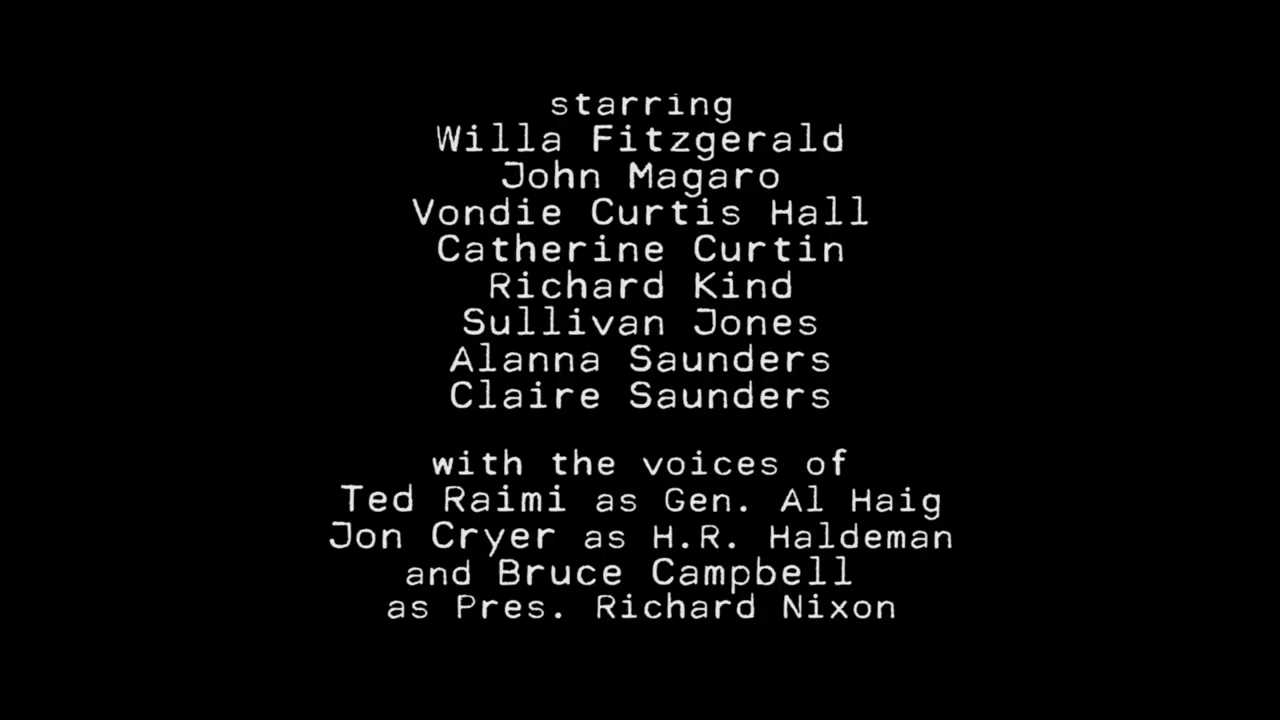 starring
Willa Fitzgerald
John Magaro
Vondie Curtis Hall
Catherine Curtin
Richard Kind
Sullivan Jones
Alanna Saunders
Claire Saunders
with the voices of
Ted Raimi as Gen. Al Haig
Jon Cryer as H.R. Haldeman
and Bruce Campbell
as Pres. Richard Nixon